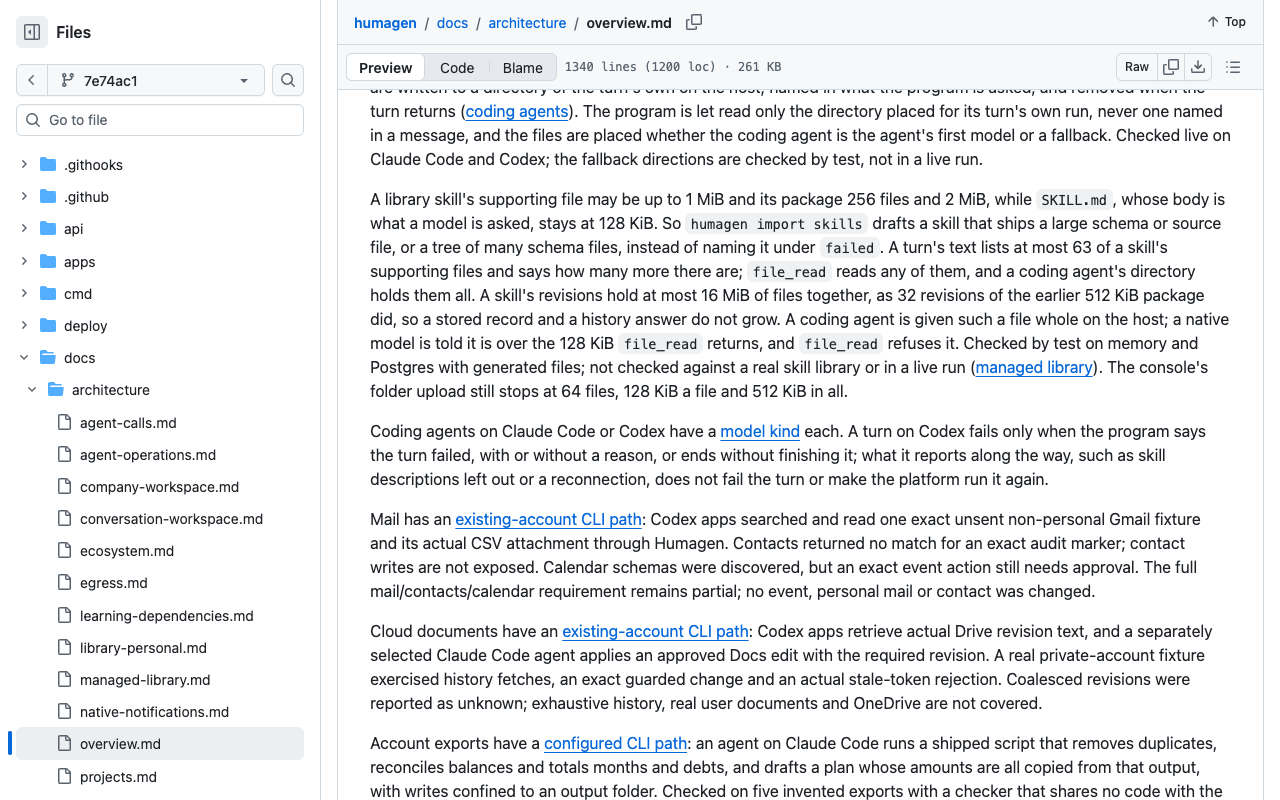 Files
humagen / docs / architecture / overview.md
Top
7e74ac1
Preview Code Blame 1340 lines (1200 loc) · 261 KB
Raw
Go to file
.githooks
.github
api
apps
cmd
deploy
docs
architecture
agent-calls.md
agent-operations.md
company-workspace.md
conversation-workspace.md
ecosystem.md
egress.md
learning-dependencies.md
library-personal.md
managed-library.md
native-notifications.md
overview.md
projects.md
are written to a directory of the turn's own on the host, named in what the program is asked, and removed when the
turn returns (coding agents). The program is let read only the directory placed for its turn's own run, never one named
in a message, and the files are placed whether the coding agent is the agent's first model or a fallback. Checked live on
Claude Code and Codex; the fallback directions are checked by test, not in a live run.
A library skill's supporting file may be up to 1 MiB and its package 256 files and 2 MiB, while SKILL.md, whose body is
what a model is asked, stays at 128 KiB. So humagen import skills drafts a skill that ships a large schema or source
file, or a tree of many schema files, instead of naming it under failed. A turn's text lists at most 63 of a skill's
supporting files and says how many more there are; file_read reads any of them, and a coding agent's directory
holds them all. A skill's revisions hold at most 16 MiB of files together, as 32 revisions of the earlier 512 KiB package
did, so a stored record and a history answer do not grow. A coding agent is given such a file whole on the host; a native
model is told it is over the 128 KiB file_read returns, and file_read refuses it. Checked by test on memory and
Postgres with generated files; not checked against a real skill library or in a live run (managed library). The console's
folder upload still stops at 64 files, 128 KiB a file and 512 KiB in all.
Coding agents on Claude Code or Codex have a model kind each. A turn on Codex fails only when the program says
the turn failed, with or without a reason, or ends without finishing it; what it reports along the way, such as skill
descriptions left out or a reconnection, does not fail the turn or make the platform run it again.
Mail has an existing-account CLI path: Codex apps searched and read one exact unsent non-personal Gmail fixture
and its actual CSV attachment through Humagen. Contacts returned no match for an exact audit marker; contact
writes are not exposed. Calendar schemas were discovered, but an exact event action still needs approval. The full
mail/contacts/calendar requirement remains partial; no event, personal mail or contact was changed.
Cloud documents have an existing-account CLI path: Codex apps retrieve actual Drive revision text, and a separately
selected Claude Code agent applies an approved Docs edit with the required revision. A real private-account fixture
exercised history fetches, an exact guarded change and an actual stale-token rejection. Coalesced revisions were
reported as unknown; exhaustive history, real user documents and OneDrive are not covered.
Account exports have a configured CLI path: an agent on Claude Code runs a shipped script that removes duplicates,
reconciles balances and totals months and debts, and drafts a plan whose amounts are all copied from that output,
with writes confined to an output folder. Checked on five invented exports with a checker that shares no code with the